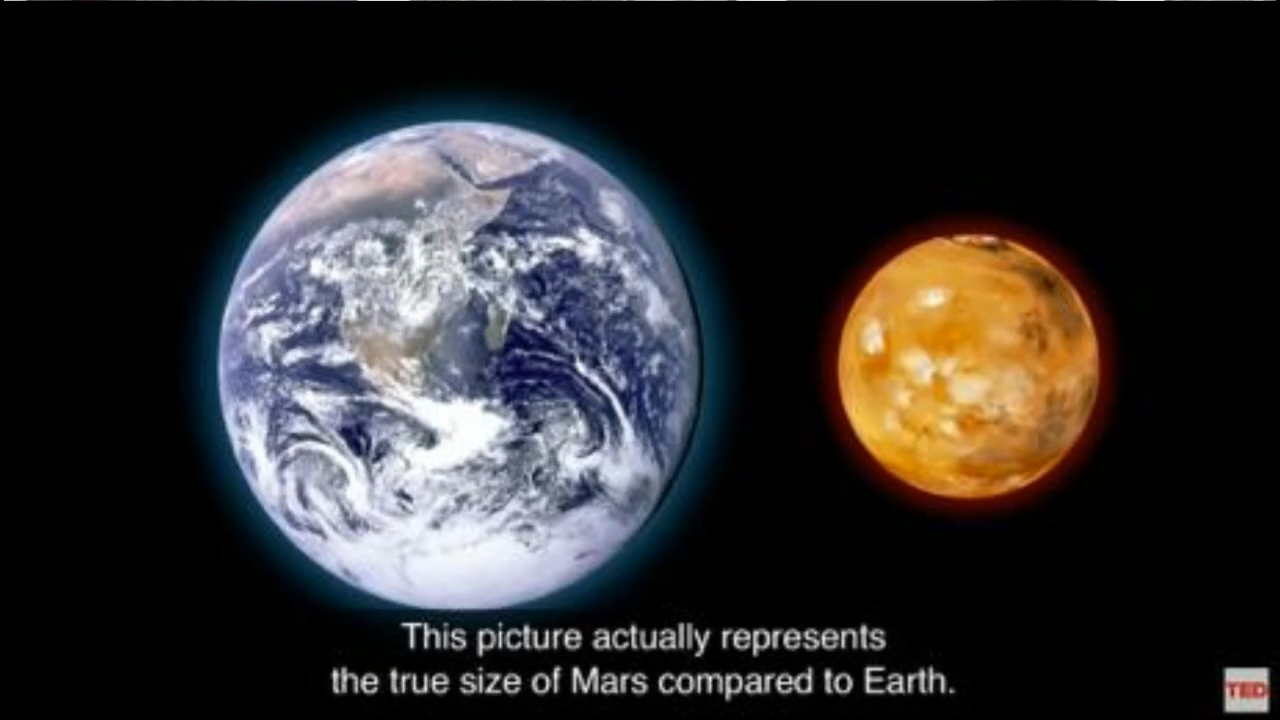 This picture actually represents
the true size of Mars compared to Earth.
TED